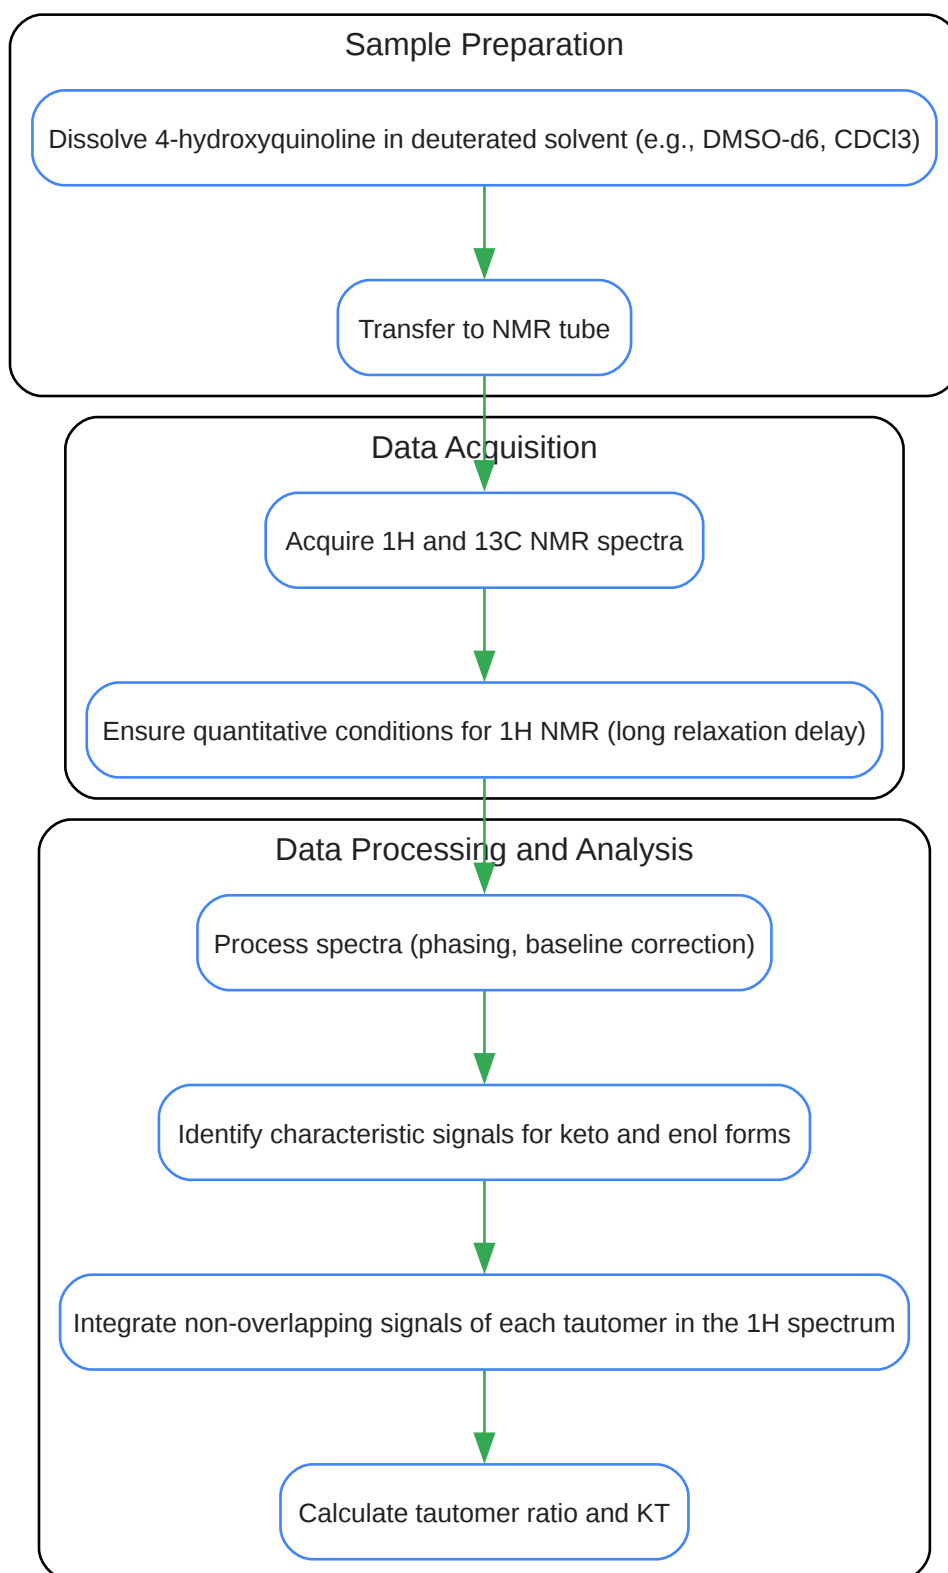 Sample Preparation
Dissolve 4-hydroxyquinoline in deuterated solvent (e.g., DMSO-d6, CDCl3)
Transfer to NMR tube
Data Acquisition
Acquire 1H and 13C NMR spectra
Ensure quantitative conditions for 1H NMR (long relaxation delay)
Data Processing and Analysis
Process spectra (phasing, baseline correction)
Identify characteristic signals for keto and enol forms
Integrate non-overlapping signals of each tautomer in the 1H spectrum
Calculate tautomer ratio and KT